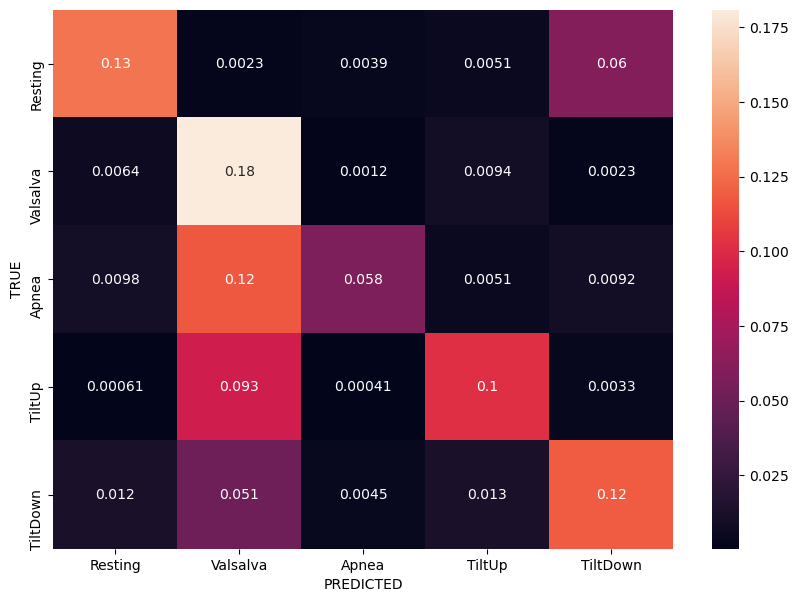 0.13 0.0023 0.0039 0.0051 0.06
0.0064 0.18 0.0012 0.0094 0.0023
0.0098 0.12 0.058 0.0051 0.0092
0.00061 0.093 0.00041 0.1 0.0033
0.012 0.051 0.0045 0.013 0.12
Resting
Valsalva
Apnea
TiltUp
TiltDown
TRUE
Resting Valsalva Apnea TiltUp TiltDown
PREDICTED
0.175
0.150
0.125
0.100
0.075
0.050
0.025